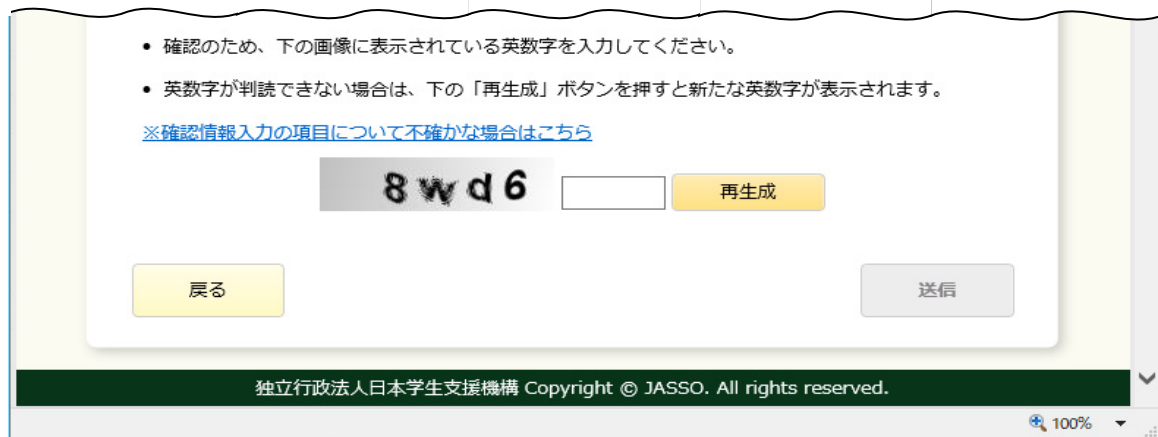 • 確認のため、下の画像に表示されている英数字を入力してください。
• 英数字が判読できない場合は、下の「再生成」ボタンを押すと新たな英数字が表示されます。
※確認情報入力の項目について不確かな場合はこちら
8wd6 再生成
戻る 送信
独立行政法人日本学生支援機構 Copyright © JASSO. All rights reserved.
100%